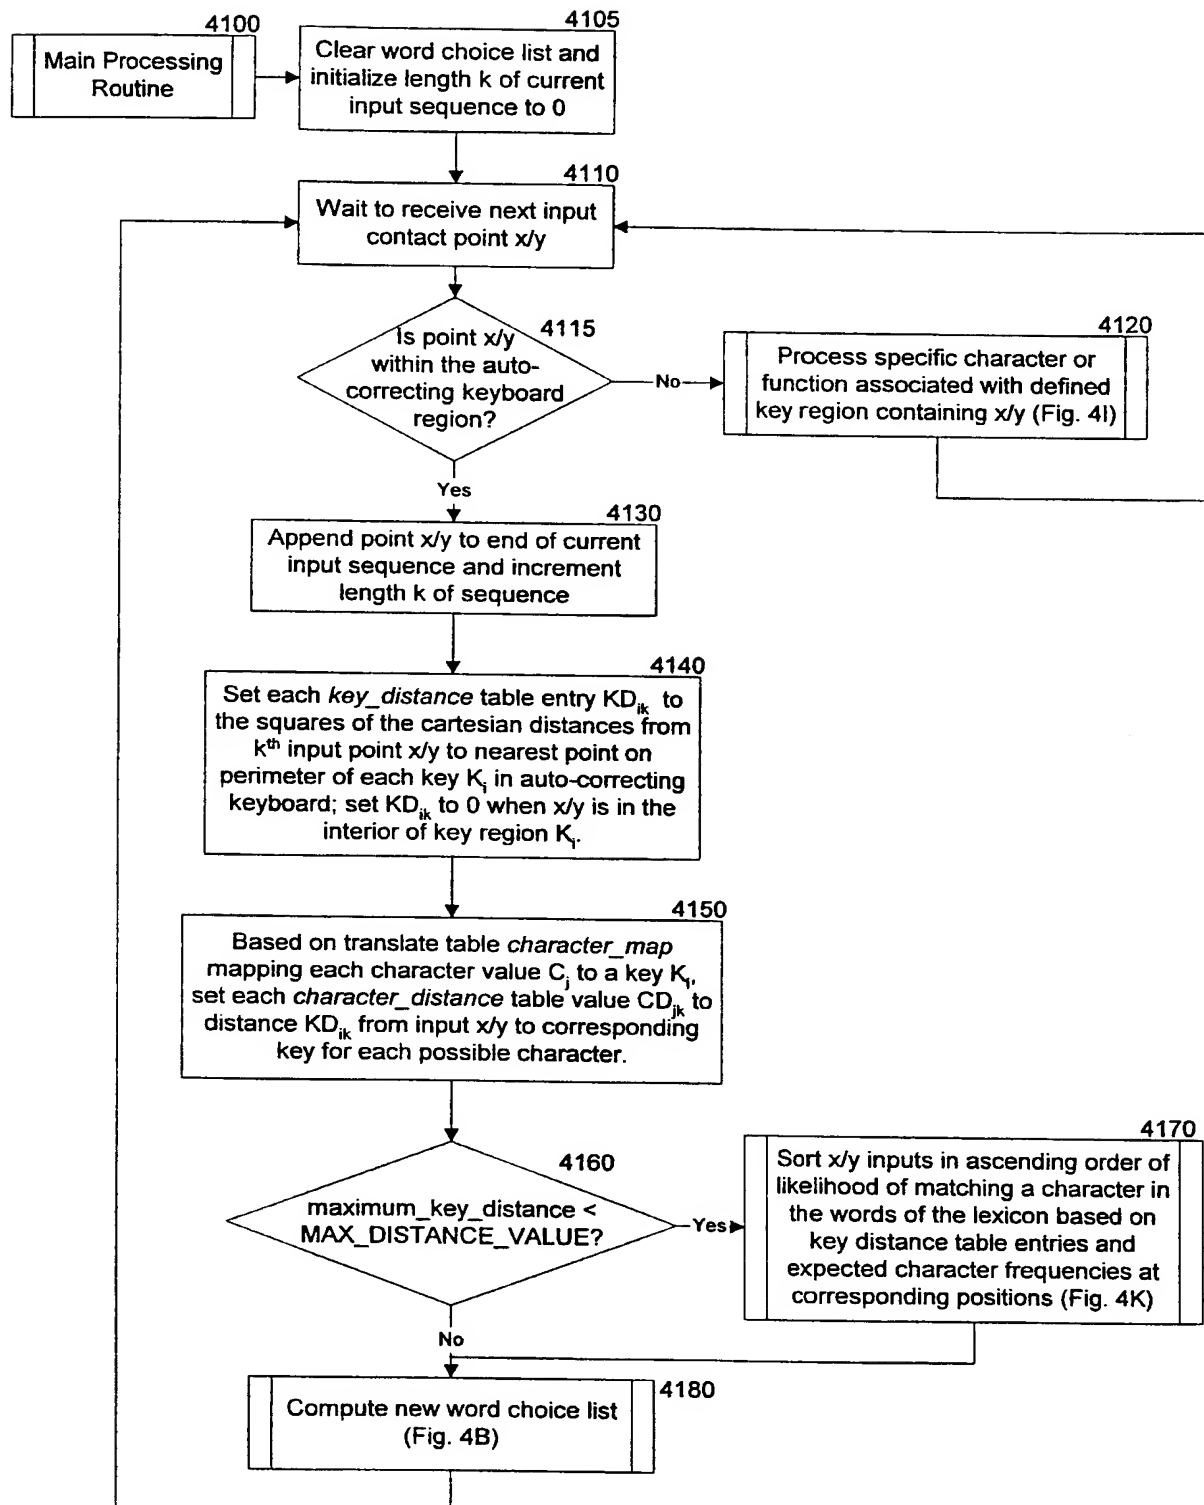 4100
Main Processing
Routine
4105
Clear word choice list and
initialize length k of current
input sequence to 0
4110
Wait to receive next input
contact point x/y
4115
Is point x/y
within the auto-
correcting keyboard
region?
No
4120
Process specific character or
function associated with defined
key region containing x/y (Fig. 4I)
Yes
4130
Append point x/y to end of current
input sequence and increment
length k of sequence
4140
Set each key_distance table entry KD_ik to
the squares of the cartesian distances from
k^th input point x/y to nearest point on
perimeter of each key K_i in auto-correcting
keyboard; set KD_ik to 0 when x/y is in the
interior of key region K_i.
4150
Based on translate table character_map
mapping each character value C_j to a key K_i,
set each character_distance table value CD_jk to
distance KD_ik from input x/y to corresponding
key for each possible character.
4160
maximum_key_distance <
MAX_DISTANCE_VALUE?
Yes
4170
Sort x/y inputs in ascending order of
likelihood of matching a character in
the words of the lexicon based on
key distance table entries and
expected character frequencies at
corresponding positions (Fig. 4K)
No
4180
Compute new word choice list
(Fig. 4B)